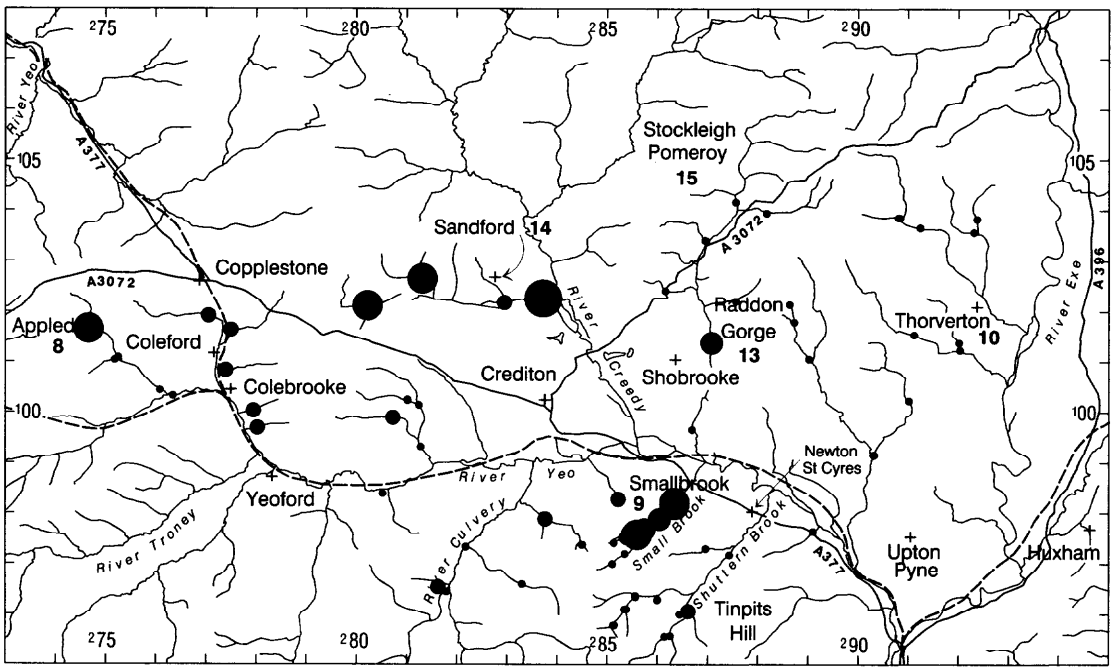 275
280
285
290
River Yeo
A377
105
Stockleigh
Pomeroy
15
105
Sandford 14
A3072
A396
Copplestone
A3072
River Exe
River
Appled
8
Raddon
Gorge
13
Thorverton
10
Coleford
Creedy
Shobrooke
Colebrooke
Crediton
100
100
Newton
St Cyres
River Yeo
Yeoford
Smallbrook
9
River Troney
River Culvery
Small Brook
Shuttern Brook
A377
Upton
Pyne
Huxham
Tinpits
Hill
275
280
285
290